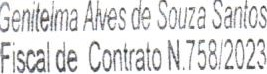 Genitelma Alves de Souza Santos
Fiscal de Contrato N.758/2023